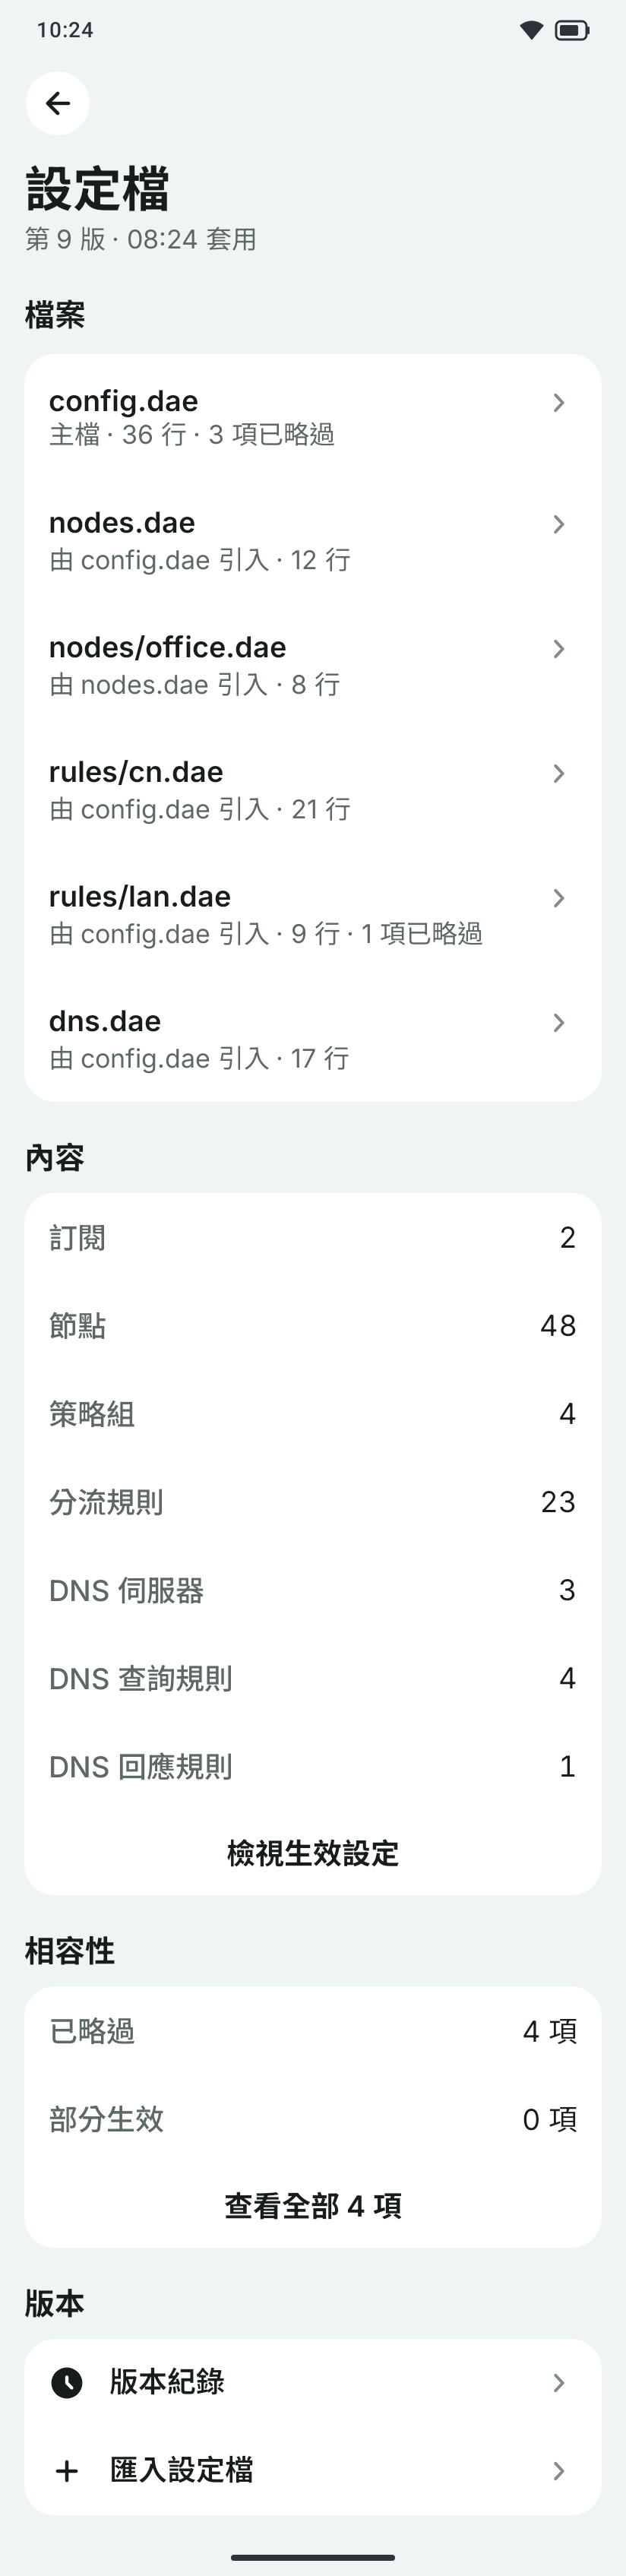 10:24
設定檔
第 9 版 · 08:24 套用
檔案
config.dae
主檔 · 36 行 · 3 項已略過
nodes.dae
由 config.dae 引入 · 12 行
nodes/office.dae
由 nodes.dae 引入 · 8 行
rules/cn.dae
由 config.dae 引入 · 21 行
rules/lan.dae
由 config.dae 引入 · 9 行 · 1 項已略過
dns.dae
由 config.dae 引入 · 17 行
內容
訂閱 2
節點 48
策略組 4
分流規則 23
DNS 伺服器 3
DNS 查詢規則 4
DNS 回應規則 1
檢視生效設定
相容性
已略過 4 項
部分生效 0 項
查看全部 4 項
版本
版本紀錄
匯入設定檔